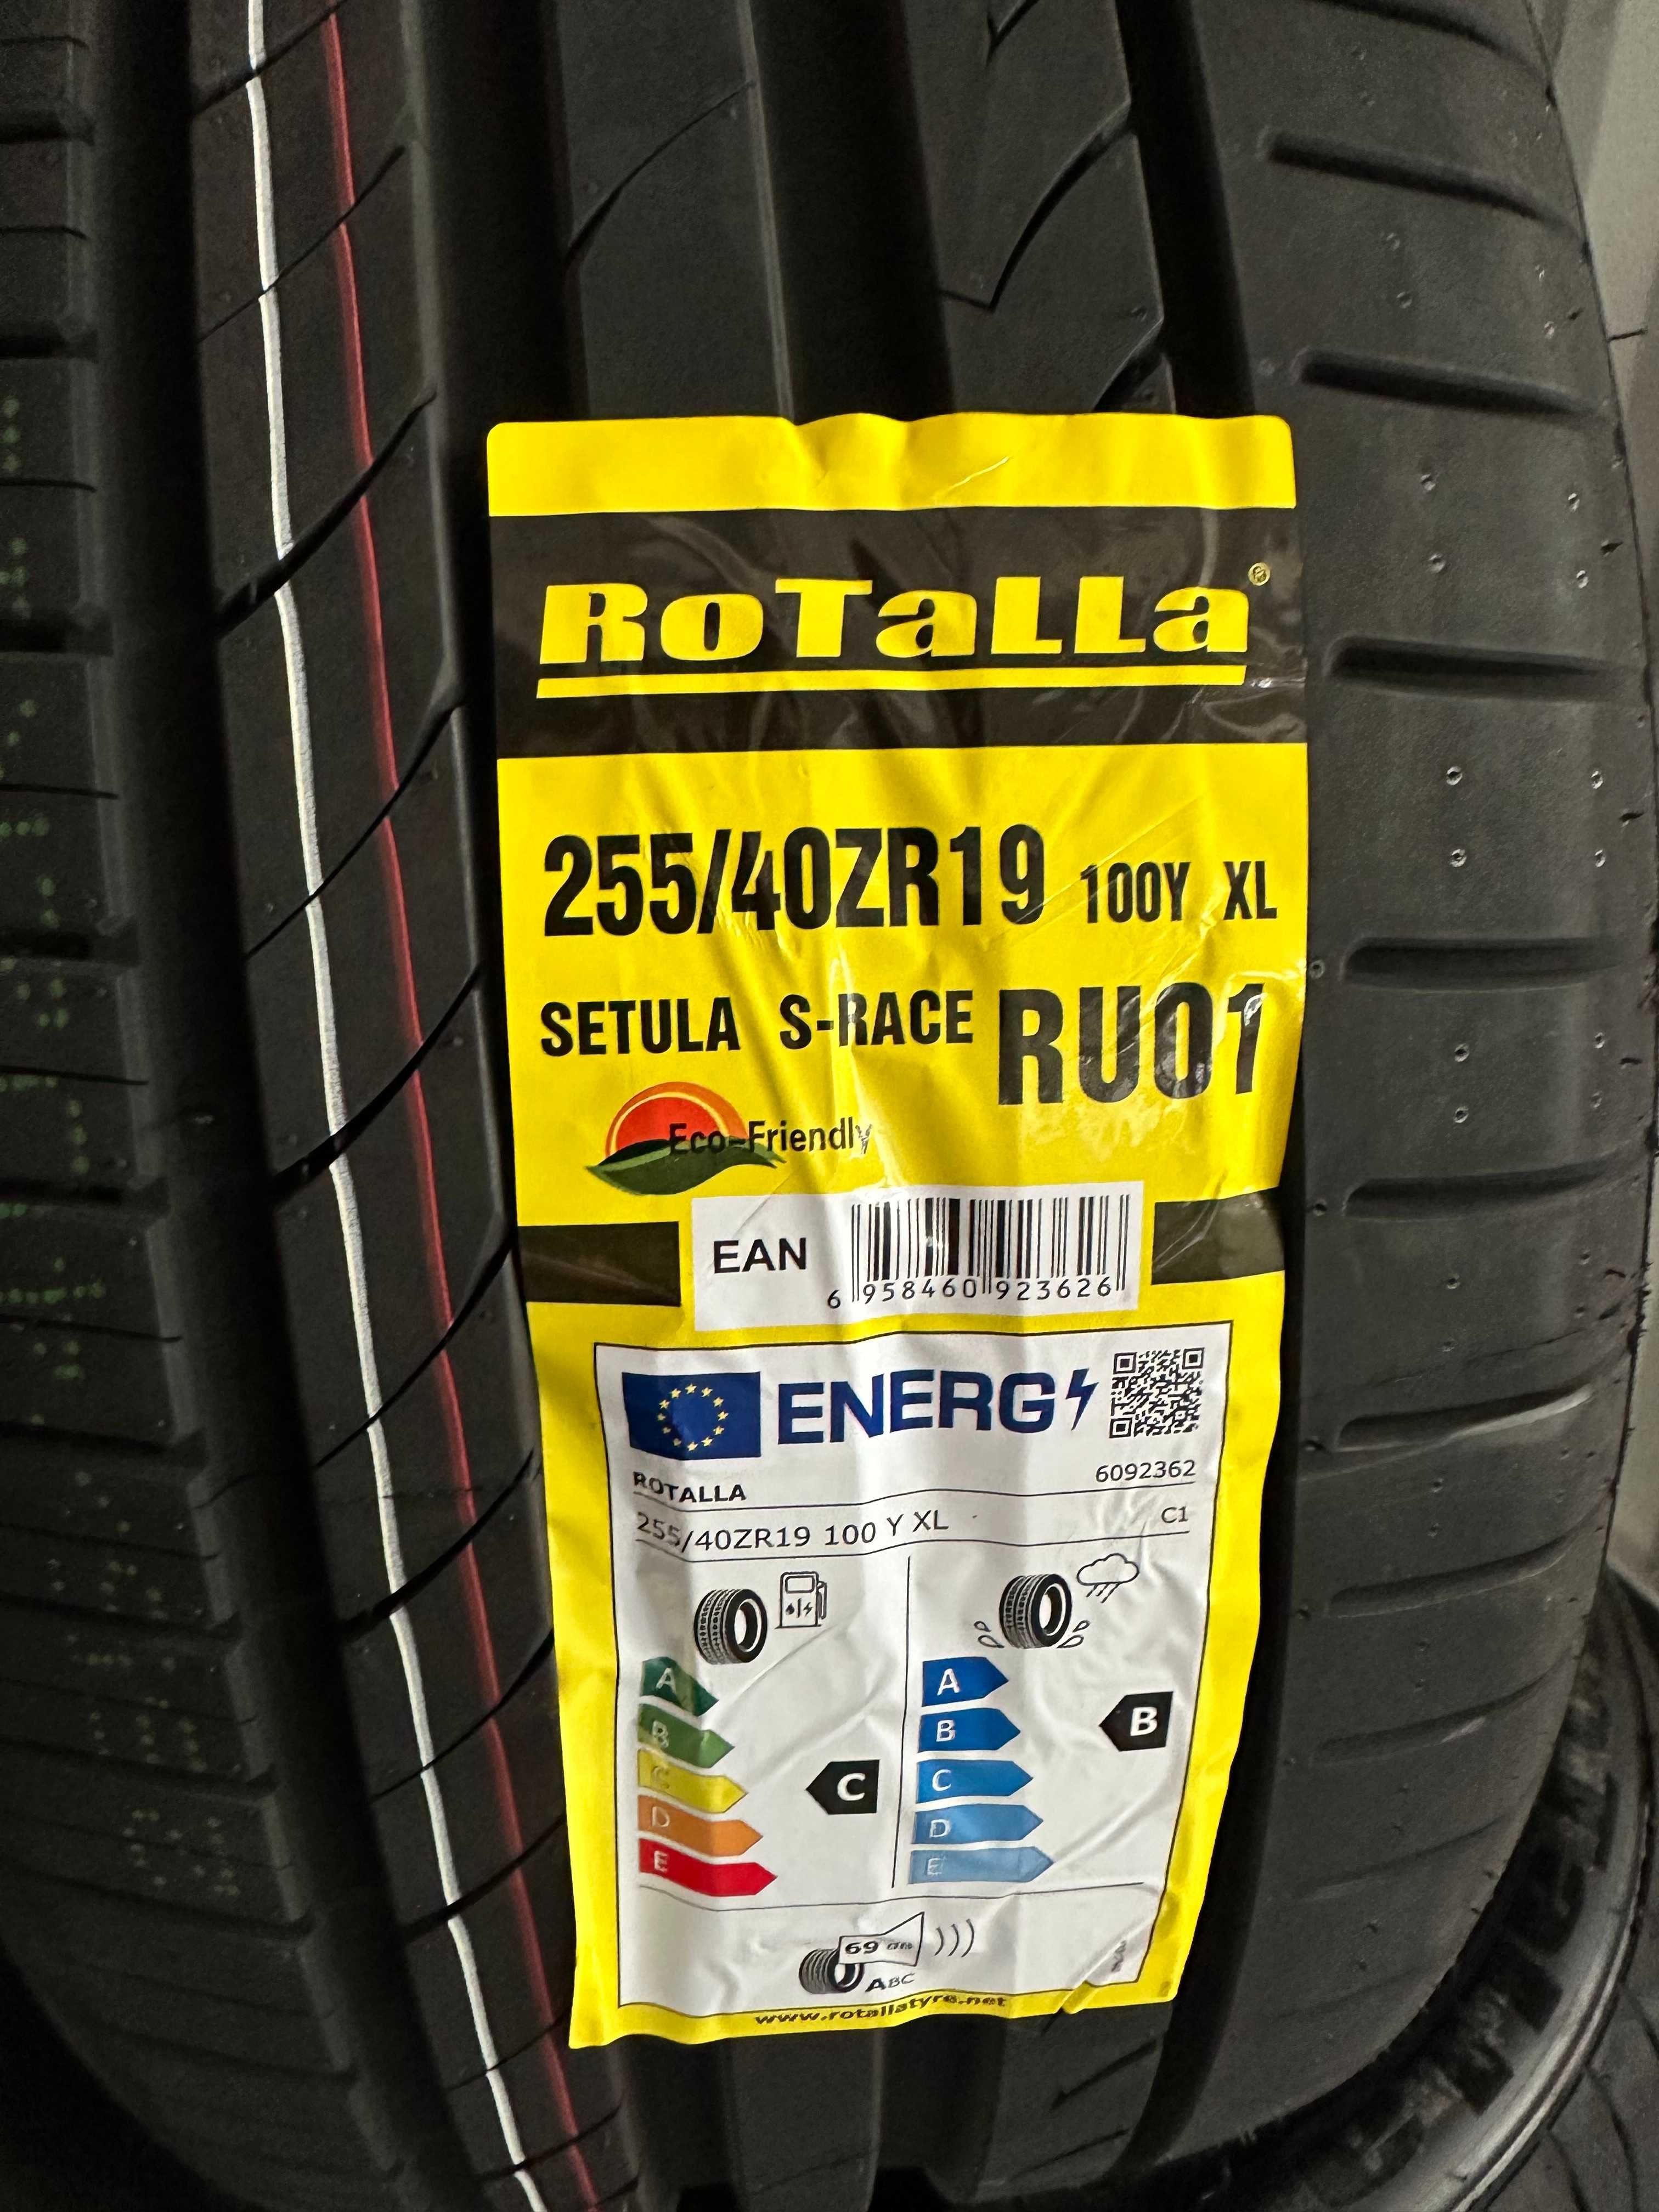 RoTaLLa®
255/40ZR19 100Y XL
SETULA S-RACE RU01
Eco-Friendly
EAN
6 958460 923626
ENERG
ROTALLA 6092362
255/40ZR19 100 Y XL C1
A A
B B B
C C C
D D
E E
69 dB
ABC
www.rotallatyre.net